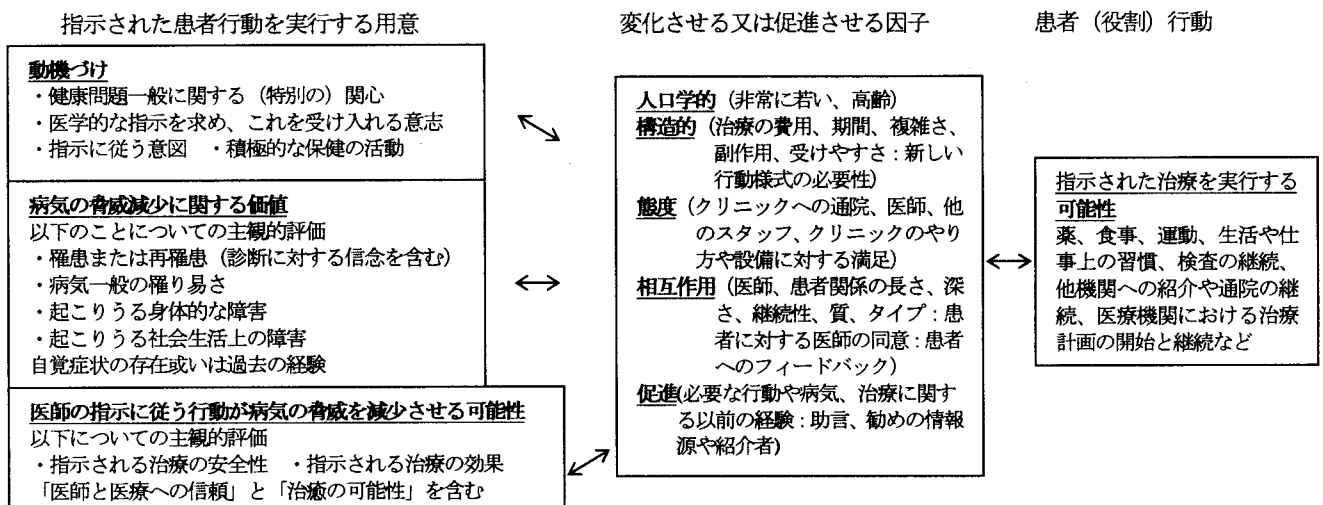 指示された患者行動を実行する用意
変化させる又は促進させる因子
患者（役割）行動
動機づけ
・健康問題一般に関する（特別の）関心
・医学的な指示を求め、これを受け入れる意志
・指示に従う意図　・積極的な保健の活動
病気の脅威減少に関する価値
以下のことについての主観的評価
・罹患または再罹患（診断に対する信念を含む）
・病気一般の罹り易さ
・起こりうる身体的な障害
・起こりうる社会生活上の障害
自覚症状の存在或いは過去の経験
医師の指示に従う行動が病気の脅威を減少させる可能性
以下についての主観的評価
・指示される治療の安全性　・指示される治療の効果
「医師と医療への信頼」と「治癒の可能性」を含む
人口学的（非常に若い、高齢）
構造的（治療の費用、期間、複雑さ、
副作用、受けやすさ：新しい
行動様式の必要性）
態度（クリニックへの通院、医師、他
のスタッフ、クリニックのやり
方や設備に対する満足）
相互作用（医師、患者関係の長さ、深
さ、継続性、質、タイプ：患
者に対する医師の同意：患者
へのフィードバック）
促進(必要な行動や病気、治療に関す
る以前の経験：助言、勧めの情報
源や紹介者)
指示された治療を実行する
可能性
薬、食事、運動、生活や仕
事上の習慣、検査の継続、
他機関への紹介や通院の継
続、医療機関における治療
計画の開始と継続など